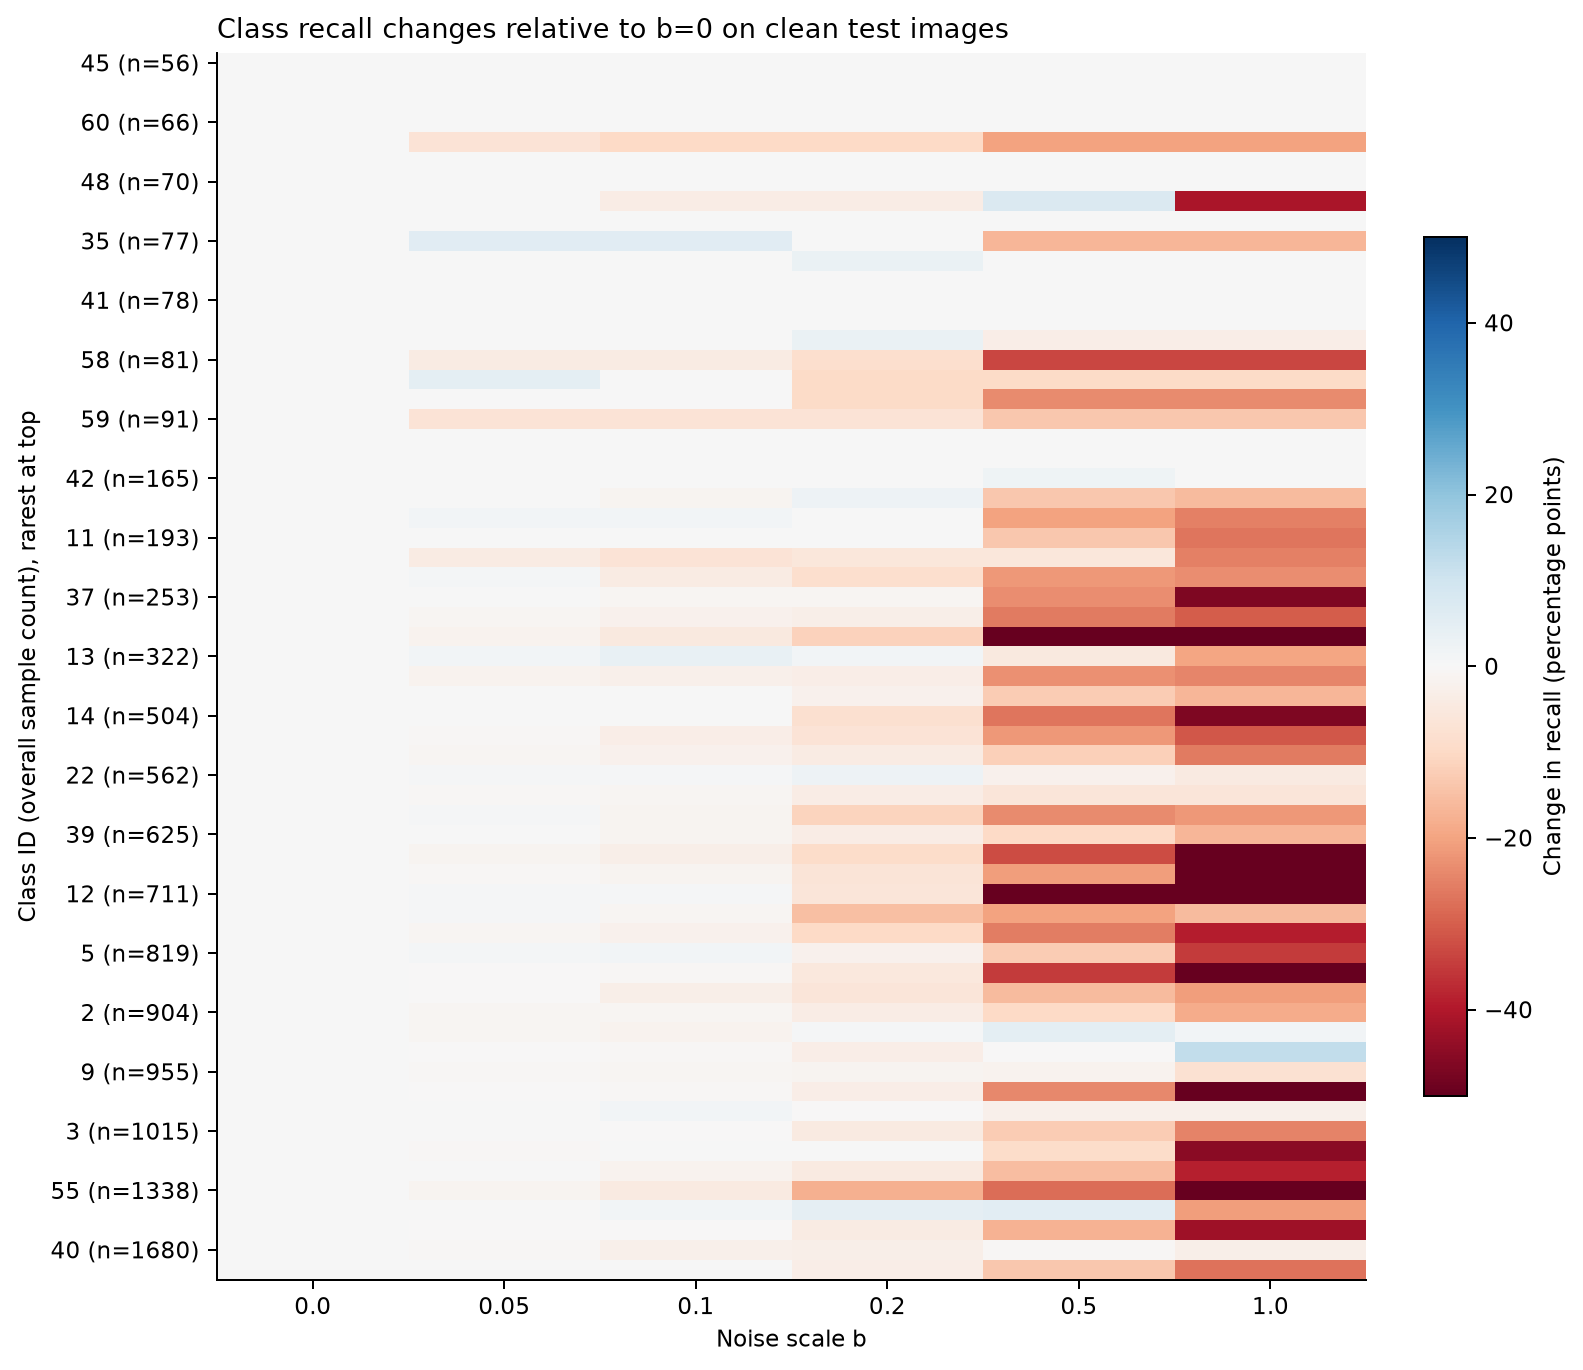 Class recall changes relative to b=0 on clean test images
45 (n=56)
60 (n=66)
48 (n=70)
35 (n=77)
41 (n=78)
58 (n=81)
59 (n=91)
42 (n=165)
11 (n=193)
37 (n=253)
13 (n=322)
14 (n=504)
22 (n=562)
39 (n=625)
12 (n=711)
5 (n=819)
2 (n=904)
9 (n=955)
3 (n=1015)
55 (n=1338)
40 (n=1680)
Class ID (overall sample count), rarest at top
0.0 0.05 0.1 0.2 0.5 1.0
Noise scale b
40
20
0
−20
−40
Change in recall (percentage points)